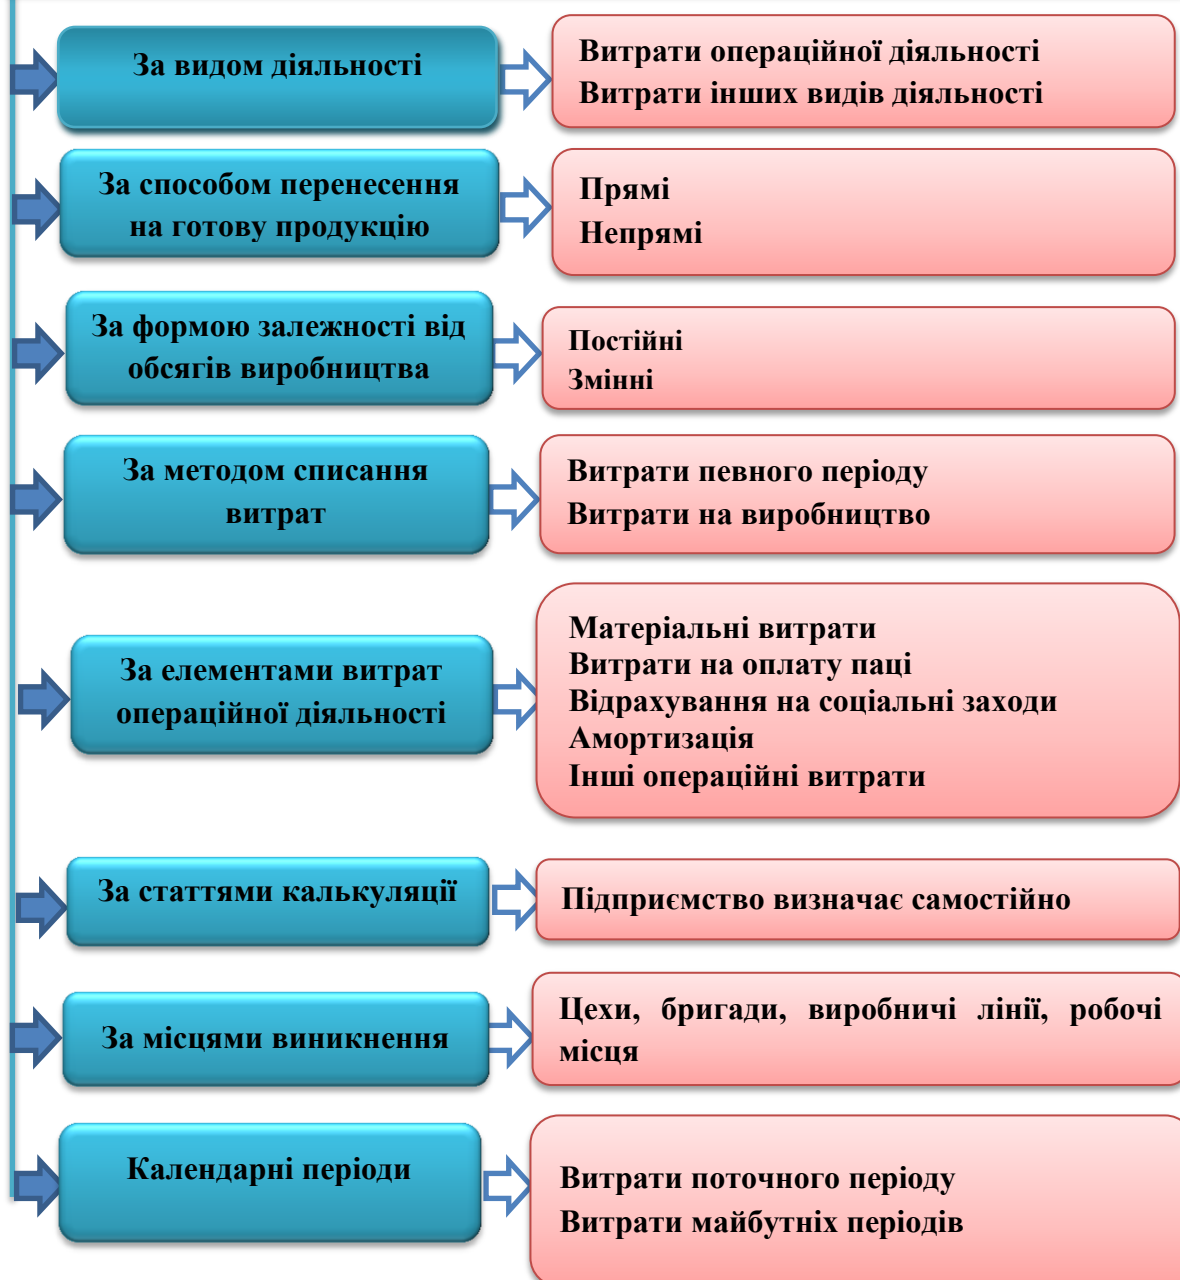 За видом діяльності
Витрати операційної діяльності
Витрати інших видів діяльності
За способом перенесення
на готову продукцію
Прямі
Непрямі
За формою залежності від
обсягів виробництва
Постійні
Змінні
За методом списання
витрат
Витрати певного періоду
Витрати на виробництво
За елементами витрат
операційної діяльності
Матеріальні витрати
Витрати на оплату паці
Відрахування на соціальні заходи
Амортизація
Інші операційні витрати
За статтями калькуляції
Підприємство визначає самостійно
За місцями виникнення
Цехи, бригади, виробничі лінії, робочі
місця
Календарні періоди
Витрати поточного періоду
Витрати майбутніх періодів